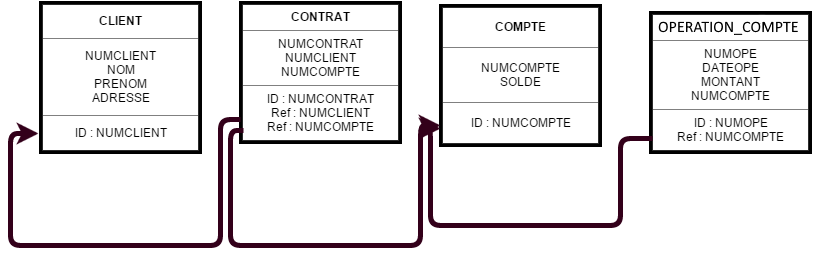 CLIENT
NUMCLIENT
NOM
PRENOM
ADRESSE
ID : NUMCLIENT
CONTRAT
NUMCONTRAT
NUMCLIENT
NUMCOMPTE
ID : NUMCONTRAT
Ref : NUMCLIENT
Ref : NUMCOMPTE
COMPTE
NUMCOMPTE
SOLDE
ID : NUMCOMPTE
OPERATION_COMPTE
NUMOPE
DATEOPE
MONTANT
NUMCOMPTE
ID : NUMOPE
Ref : NUMCOMPTE